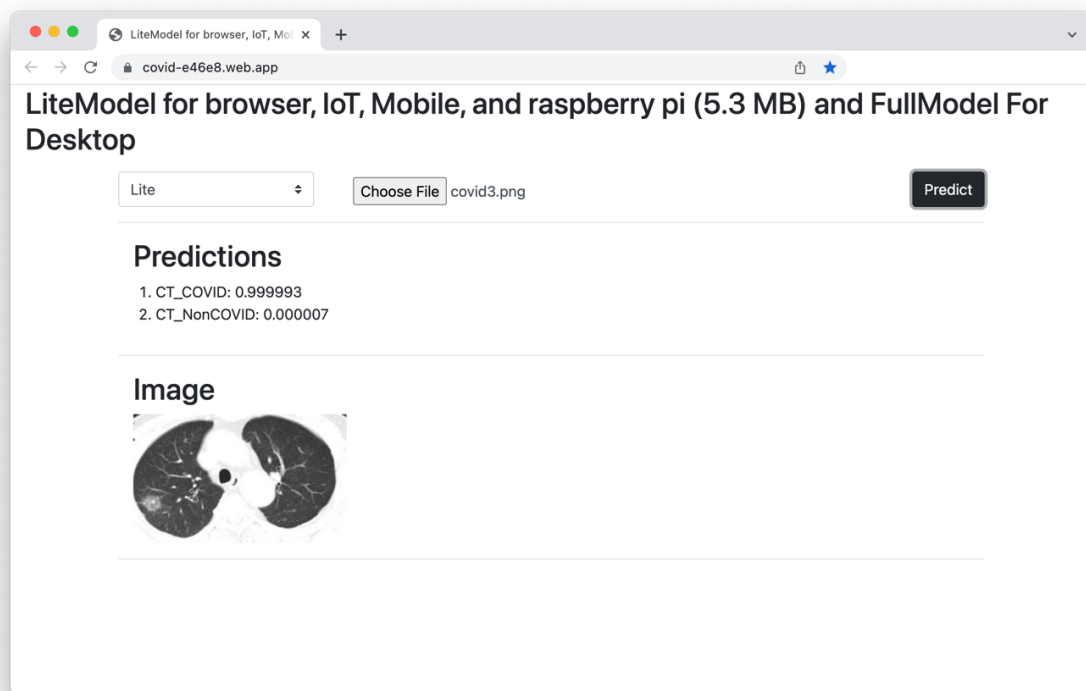 LiteModel for browser, IoT, Mo
covid-e46e8.web.app
LiteModel for browser, IoT, Mobile, and raspberry pi (5.3 MB) and FullModel For
Desktop
Lite
Choose File covid3.png
Predict
Predictions
1. CT_COVID: 0.999993
2. CT_NonCOVID: 0.000007
Image